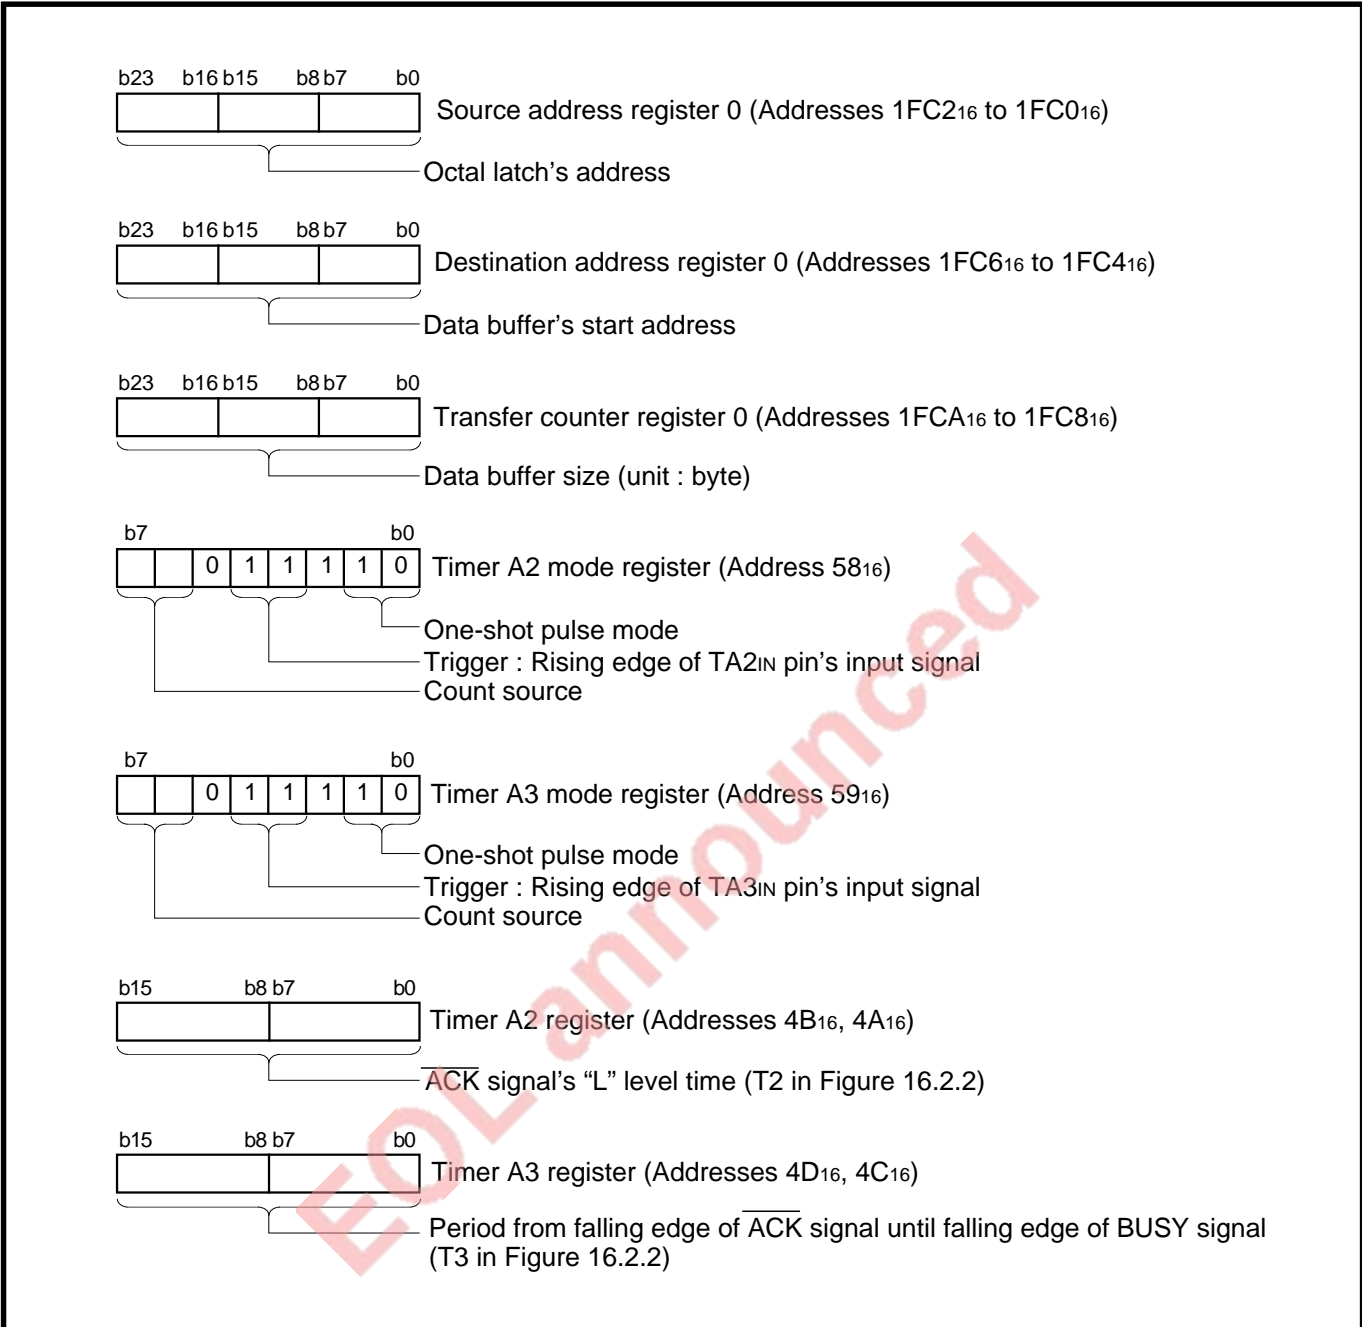 b23 b16 b15 b8 b7 b0
Source address register 0 (Addresses 1FC216 to 1FC016)
Octal latch’s address
b23 b16 b15 b8 b7 b0
Destination address register 0 (Addresses 1FC616 to 1FC416)
Data buffer’s start address
b23 b16 b15 b8 b7 b0
Transfer counter register 0 (Addresses 1FCA16 to 1FC816)
Data buffer size (unit : byte)
b7 b0
0 1 1 1 1 0 Timer A2 mode register (Address 5816)
One-shot pulse mode
Trigger : Rising edge of TA2IN pin’s input signal
Count source
b7 b0
0 1 1 1 1 0 Timer A3 mode register (Address 5916)
One-shot pulse mode
Trigger : Rising edge of TA3IN pin’s input signal
Count source
b15 b8 b7 b0
Timer A2 register (Addresses 4B16, 4A16)
ACK signal’s “L” level time (T2 in Figure 16.2.2)
b15 b8 b7 b0
Timer A3 register (Addresses 4D16, 4C16)
Period from falling edge of ACK signal until falling edge of BUSY signal
(T3 in Figure 16.2.2)
EOL announced